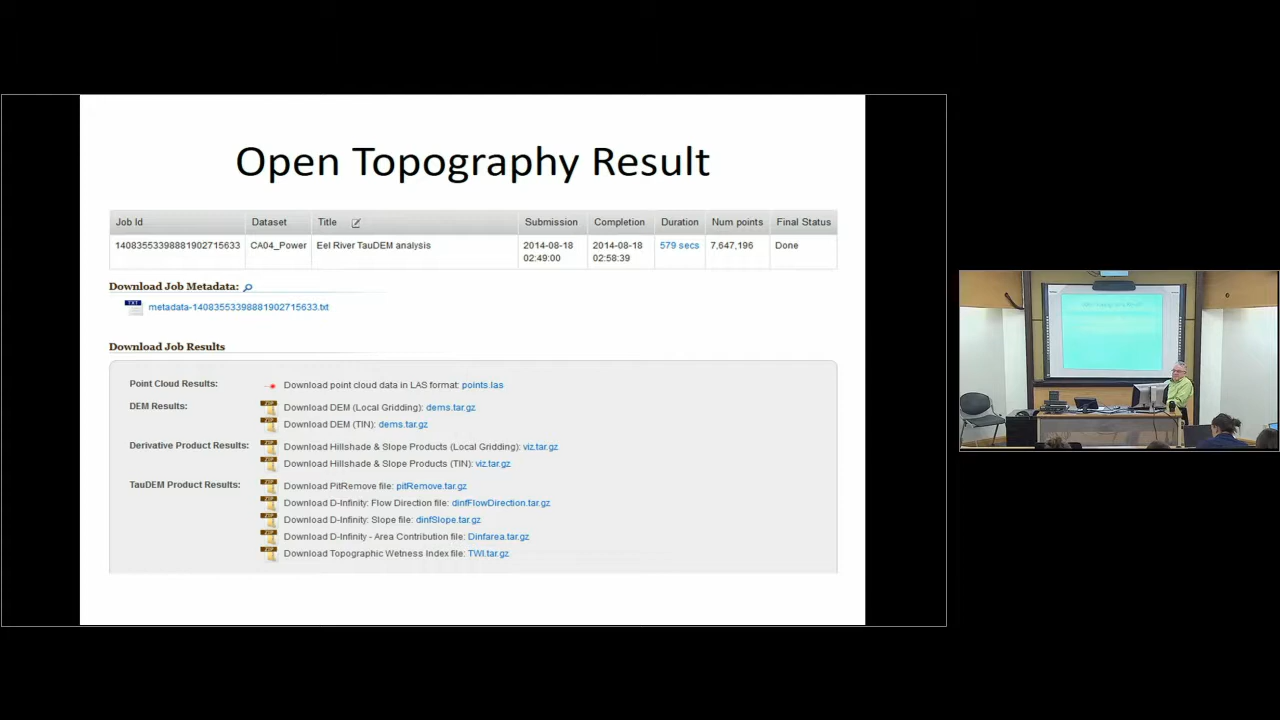 Open Topography Result
Job Id Dataset Title Submission Completion Duration Num points Final Status
14083553398881902715633 CA04_Power Eel River TauDEM analysis 2014-08-18 02:49:00 2014-08-18 02:58:39 579 secs 7,647,196 Done
Download Job Metadata:
TXT metadata-14083553398881902715633.txt
Download Job Results
Point Cloud Results: Download point cloud data in LAS format: points.las
DEM Results: Download DEM (Local Gridding): dems.tar.gz
Download DEM (TIN): dems.tar.gz
Derivative Product Results: Download Hillshade & Slope Products (Local Gridding): viz.tar.gz
Download Hillshade & Slope Products (TIN): viz.tar.gz
TauDEM Product Results: Download PitRemove file: pitRemove.tar.gz
Download D-Infinity: Flow Direction file: dinfFlowDirection.tar.gz
Download D-Infinity: Slope file: dinfSlope.tar.gz
Download D-Infinity - Area Contribution file: Dinfarea.tar.gz
Download Topographic Wetness Index file: TWI.tar.gz